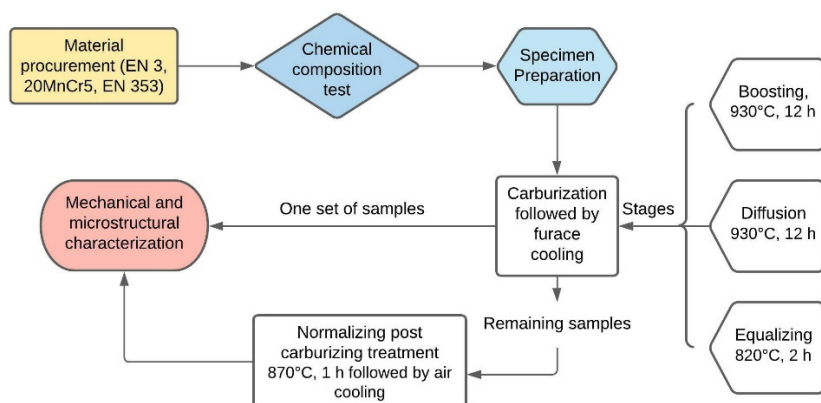 Material
procurement (EN 3,
20MnCr5, EN 353)
Chemical
composition
test
Specimen
Preparation
Boosting,
930°C, 12 h
Mechanical and
microstructural
characterization
One set of samples
Carburization
followed by
furace
cooling
Stages
Diffusion
930°C, 12 h
Remaining samples
Normalizing post
carburizing treatment
870°C, 1 h followed by air
cooling
Equalizing
820°C, 2 h